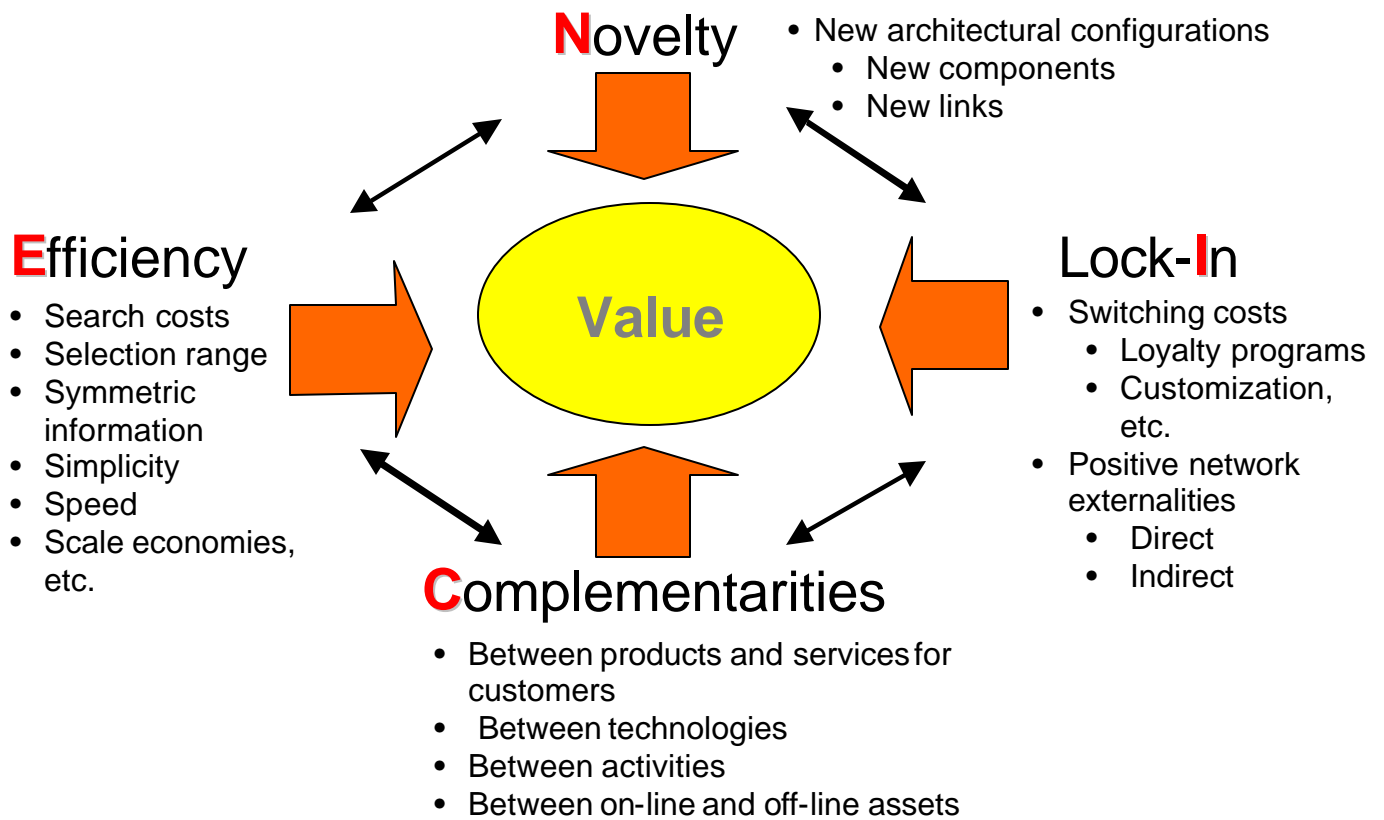 Novelty
• New architectural configurations
• New components
• New links
Efficiency
• Search costs
• Selection range
• Symmetric
information
• Simplicity
• Speed
• Scale economies,
etc.
Value
Lock-In
• Switching costs
• Loyalty programs
• Customization,
etc.
• Positive network
externalities
• Direct
• Indirect
Complementarities
• Between products and services for
customers
• Between technologies
• Between activities
• Between on-line and off-line assets